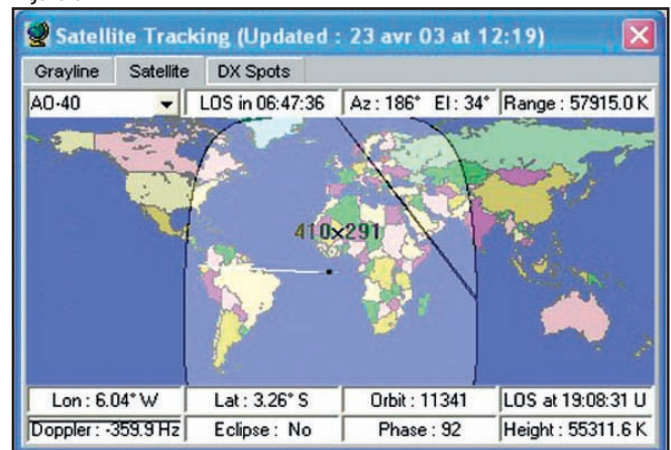 Satellite Tracking (Updated : 23 avr 03 at 12:19)
Grayline Satellite DX Spots
AO-40 LOS in 06:47:36 Az : 186° El : 34° Range : 57915.0 K
410×291
Lon : 6.04° W Lat : 3.26° S Orbit : 11341 LOS at 19:08:31 U
Doppler : -359.9 Hz Eclipse : No Phase : 92 Height : 55311.6 K